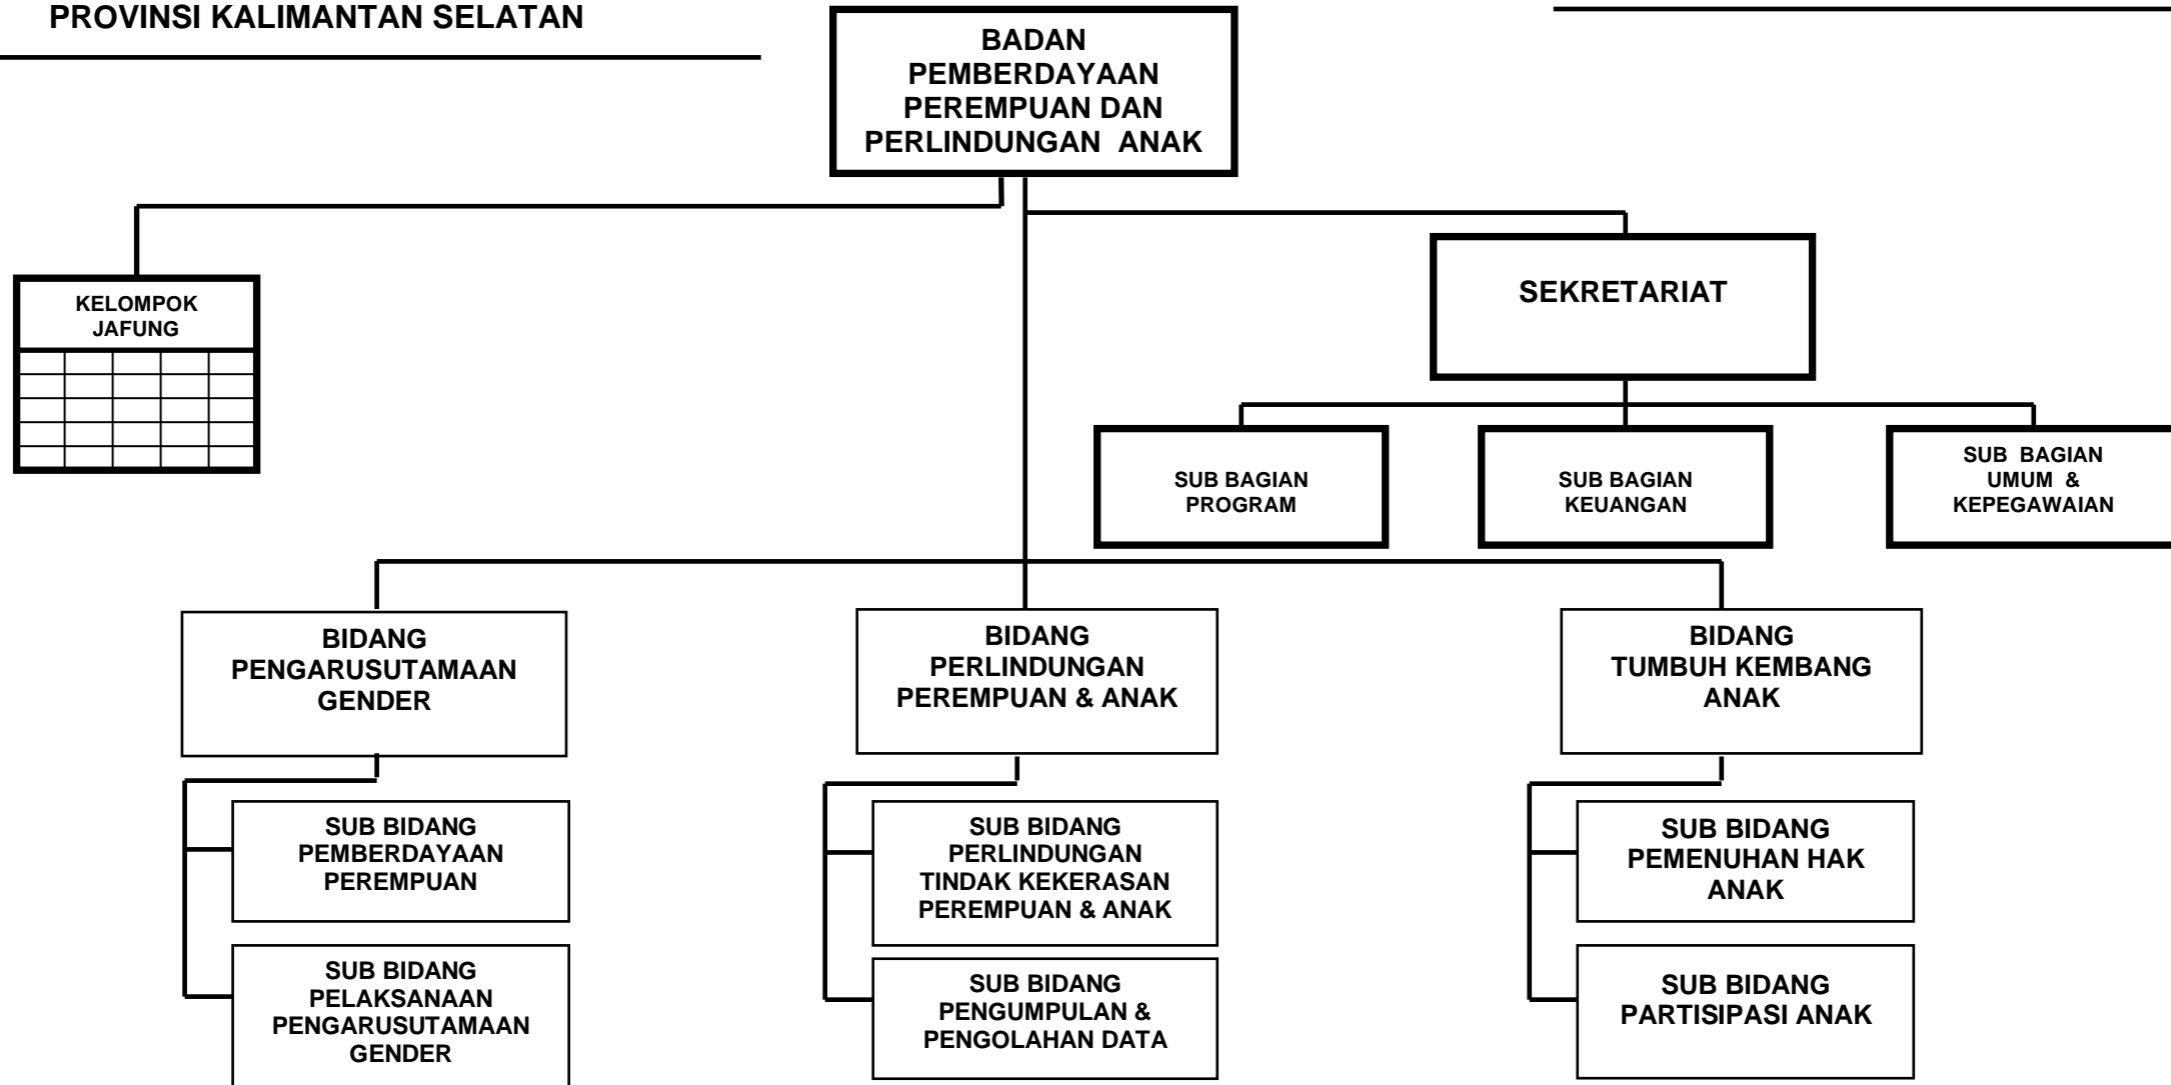 PROVINSI KALIMANTAN SELATAN
BADAN
PEMBERDAYAAN
PEREMPUAN DAN
PERLINDUNGAN ANAK
KELOMPOK
JAFUNG
SEKRETARIAT
SUB BAGIAN
PROGRAM
SUB BAGIAN
KEUANGAN
SUB BAGIAN
UMUM &
KEPEGAWAIAN
BIDANG
PENGARUSUTAMAAN
GENDER
BIDANG
PERLINDUNGAN
PEREMPUAN & ANAK
BIDANG
TUMBUH KEMBANG
ANAK
SUB BIDANG
PEMBERDAYAAN
PEREMPUAN
SUB BIDANG
PERLINDUNGAN
TINDAK KEKERASAN
PEREMPUAN & ANAK
SUB BIDANG
PEMENUHAN HAK
ANAK
SUB BIDANG
PELAKSANAAN
PENGARUSUTAMAAN
GENDER
SUB BIDANG
PENGUMPULAN &
PENGOLAHAN DATA
SUB BIDANG
PARTISIPASI ANAK